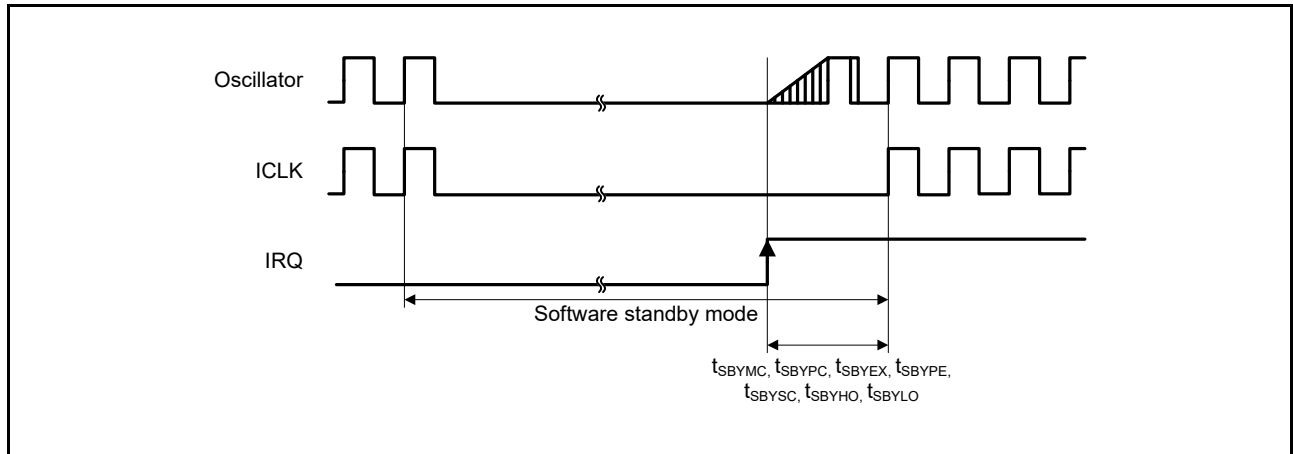 Oscillator
ICLK
IRQ
Software standby mode
tSBYMC, tSBYPC, tSBYEX, tSBYPE,
tSBYSC, tSBYHO, tSBYLO